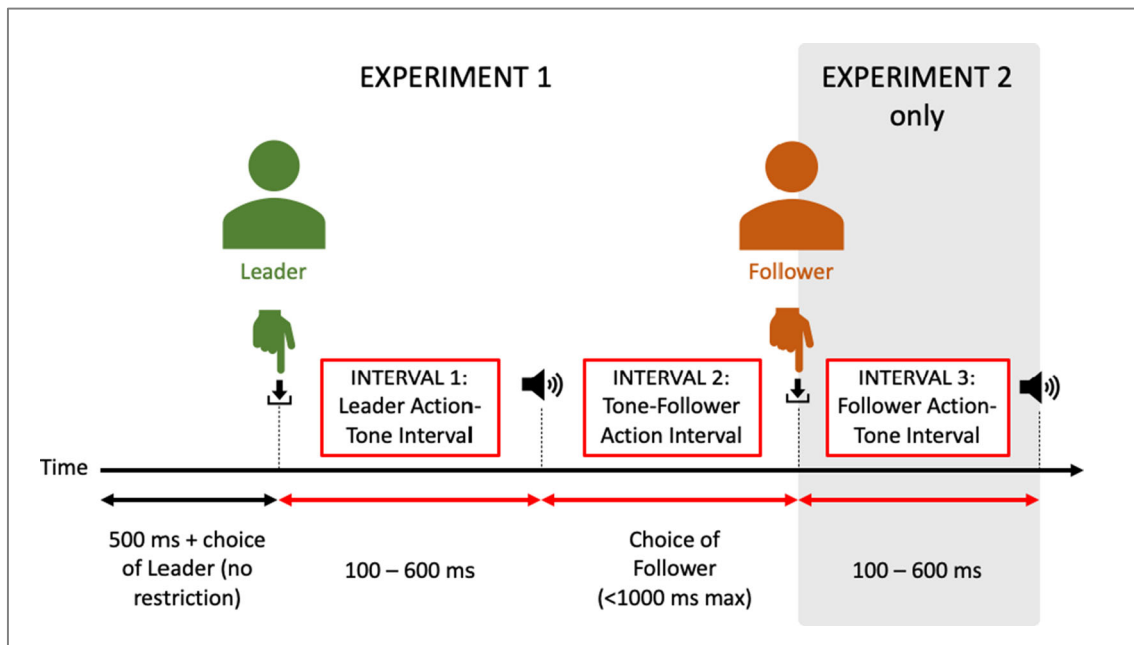 EXPERIMENT 1
EXPERIMENT 2
only
Leader
Follower
INTERVAL 1:
Leader Action-
Tone Interval
INTERVAL 2:
Tone-Follower
Action Interval
INTERVAL 3:
Follower Action-
Tone Interval
Time
500 ms + choice
of Leader (no
restriction)
100 – 600 ms
Choice of
Follower
(<1000 ms max)
100 – 600 ms